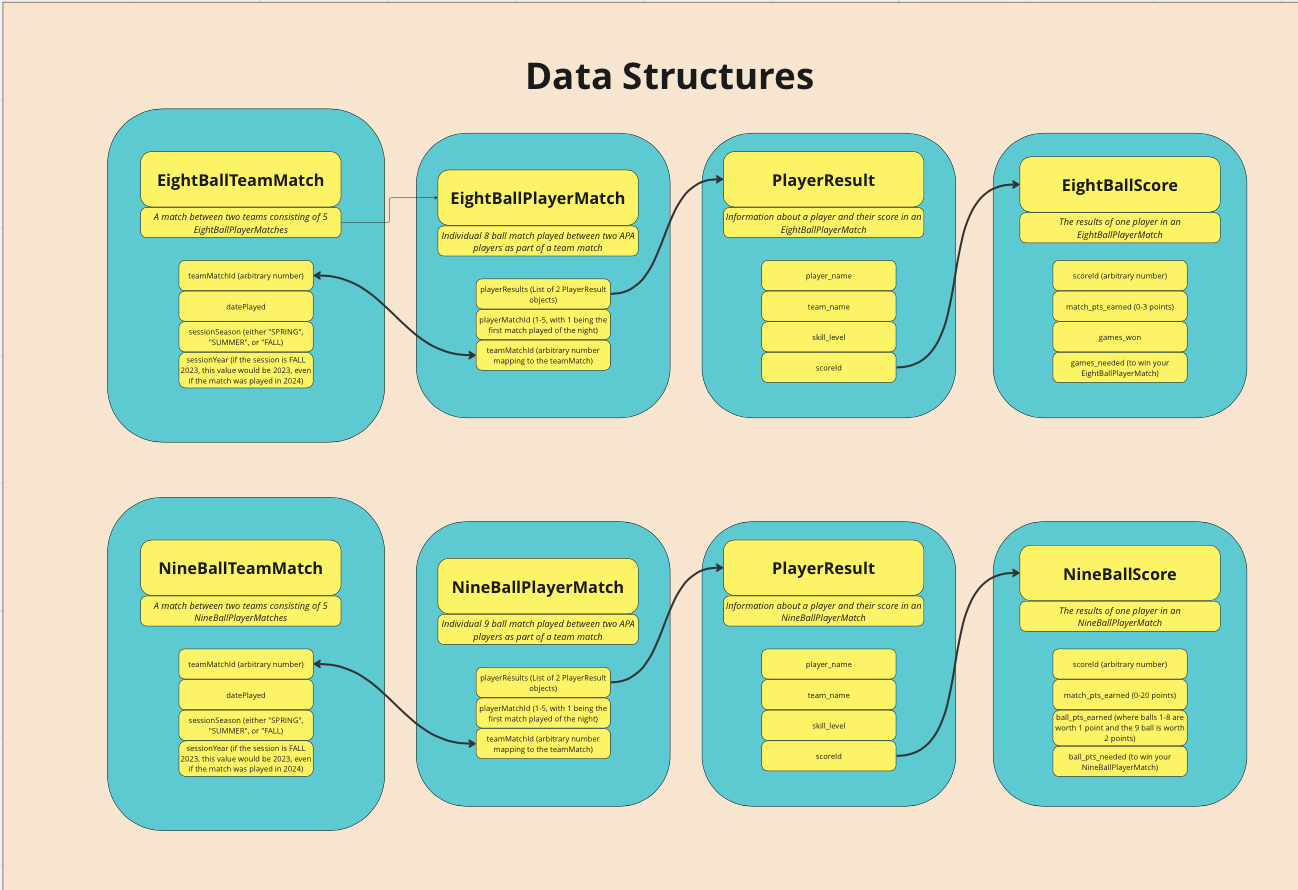 Data Structures
EightBallTeamMatch
A match between two teams consisting of 5
EightBallPlayerMatches
teamMatchId (arbitrary number)
datePlayed
sessionSeason (either "SPRING",
"SUMMER", or "FALL)
sessionYear (if the session is FALL
2023, this value would be 2023, even
if the match was played in 2024)
EightBallPlayerMatch
Individual 8 ball match played between two APA
players as part of a team match
playerResults (List of 2 PlayerResult
objects)
playerMatchId (1-5, with 1 being the
first match played of the night)
teamMatchId (arbitrary number
mapping to the teamMatch)
PlayerResult
Information about a player and their score in an
EightBallPlayerMatch
player_name
team_name
skill_level
scoreId
EightBallScore
The results of one player in an
EightBallPlayerMatch
scoreId (arbitrary number)
match_pts_earned (0-3 points)
games_won
games_needed (to win your
EightBallPlayerMatch)
NineBallTeamMatch
A match between two teams consisting of 5
NineBallPlayerMatches
teamMatchId (arbitrary number)
datePlayed
sessionSeason (either "SPRING",
"SUMMER", or "FALL)
sessionYear (if the session is FALL
2023, this value would be 2023, even
if the match was played in 2024)
NineBallPlayerMatch
Individual 9 ball match played between two APA
players as part of a team match
playerResults (List of 2 PlayerResult
objects)
playerMatchId (1-5, with 1 being the
first match played of the night)
teamMatchId (arbitrary number
mapping to the teamMatch)
PlayerResult
Information about a player and their score in an
NineBallPlayerMatch
player_name
team_name
skill_level
scoreId
NineBallScore
The results of one player in an
NineBallPlayerMatch
scoreId (arbitrary number)
match_pts_earned (0-20 points)
ball_pts_earned (where balls 1-8 are
worth 1 point and the 9 ball is worth
2 points)
ball_pts_needed (to win your
NineBallPlayerMatch)